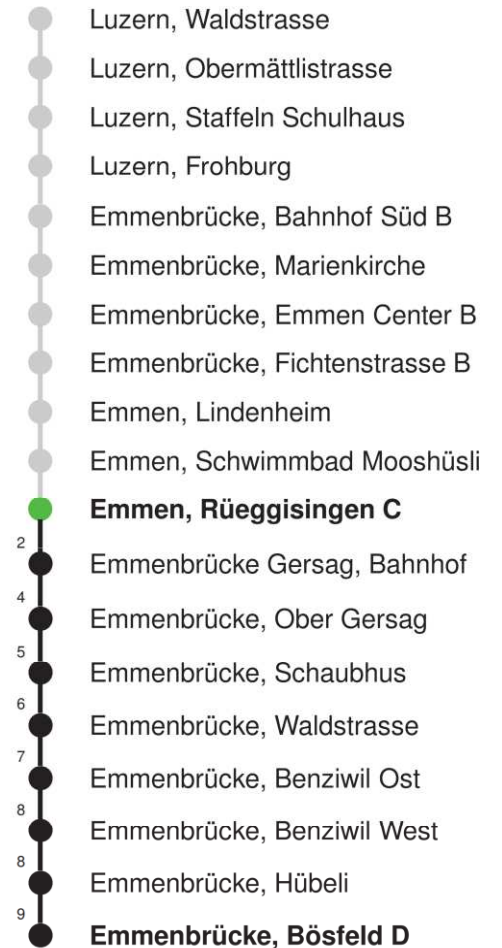 Luzern, Waldstrasse
Luzern, Obermättlistrasse
Luzern, Staffeln Schulhaus
Luzern, Frohburg
Emmenbrücke, Bahnhof Süd B
Emmenbrücke, Marienkirche
Emmenbrücke, Emmen Center B
Emmenbrücke, Fichtenstrasse B
Emmen, Lindenheim
Emmen, Schwimmbad Mooshüsli
Emmen, Rüeggisingen C
2 Emmenbrücke Gersag, Bahnhof
4 Emmenbrücke, Ober Gersag
5 Emmenbrücke, Schaubhus
6 Emmenbrücke, Waldstrasse
7 Emmenbrücke, Benziwil Ost
8 Emmenbrücke, Benziwil West
8 Emmenbrücke, Hübeli
9 Emmenbrücke, Bösfeld D